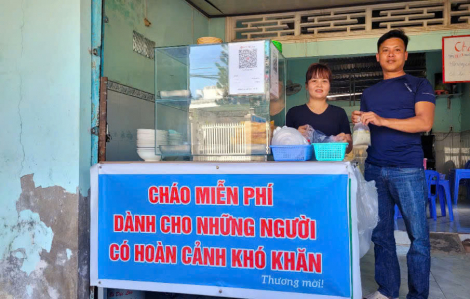 CHÁO MIỄN PHÍ
DÀNH CHO NHỮNG NGƯỜI
CÓ HOÀN CẢNH KHÓ KHĂN
Thương mời!